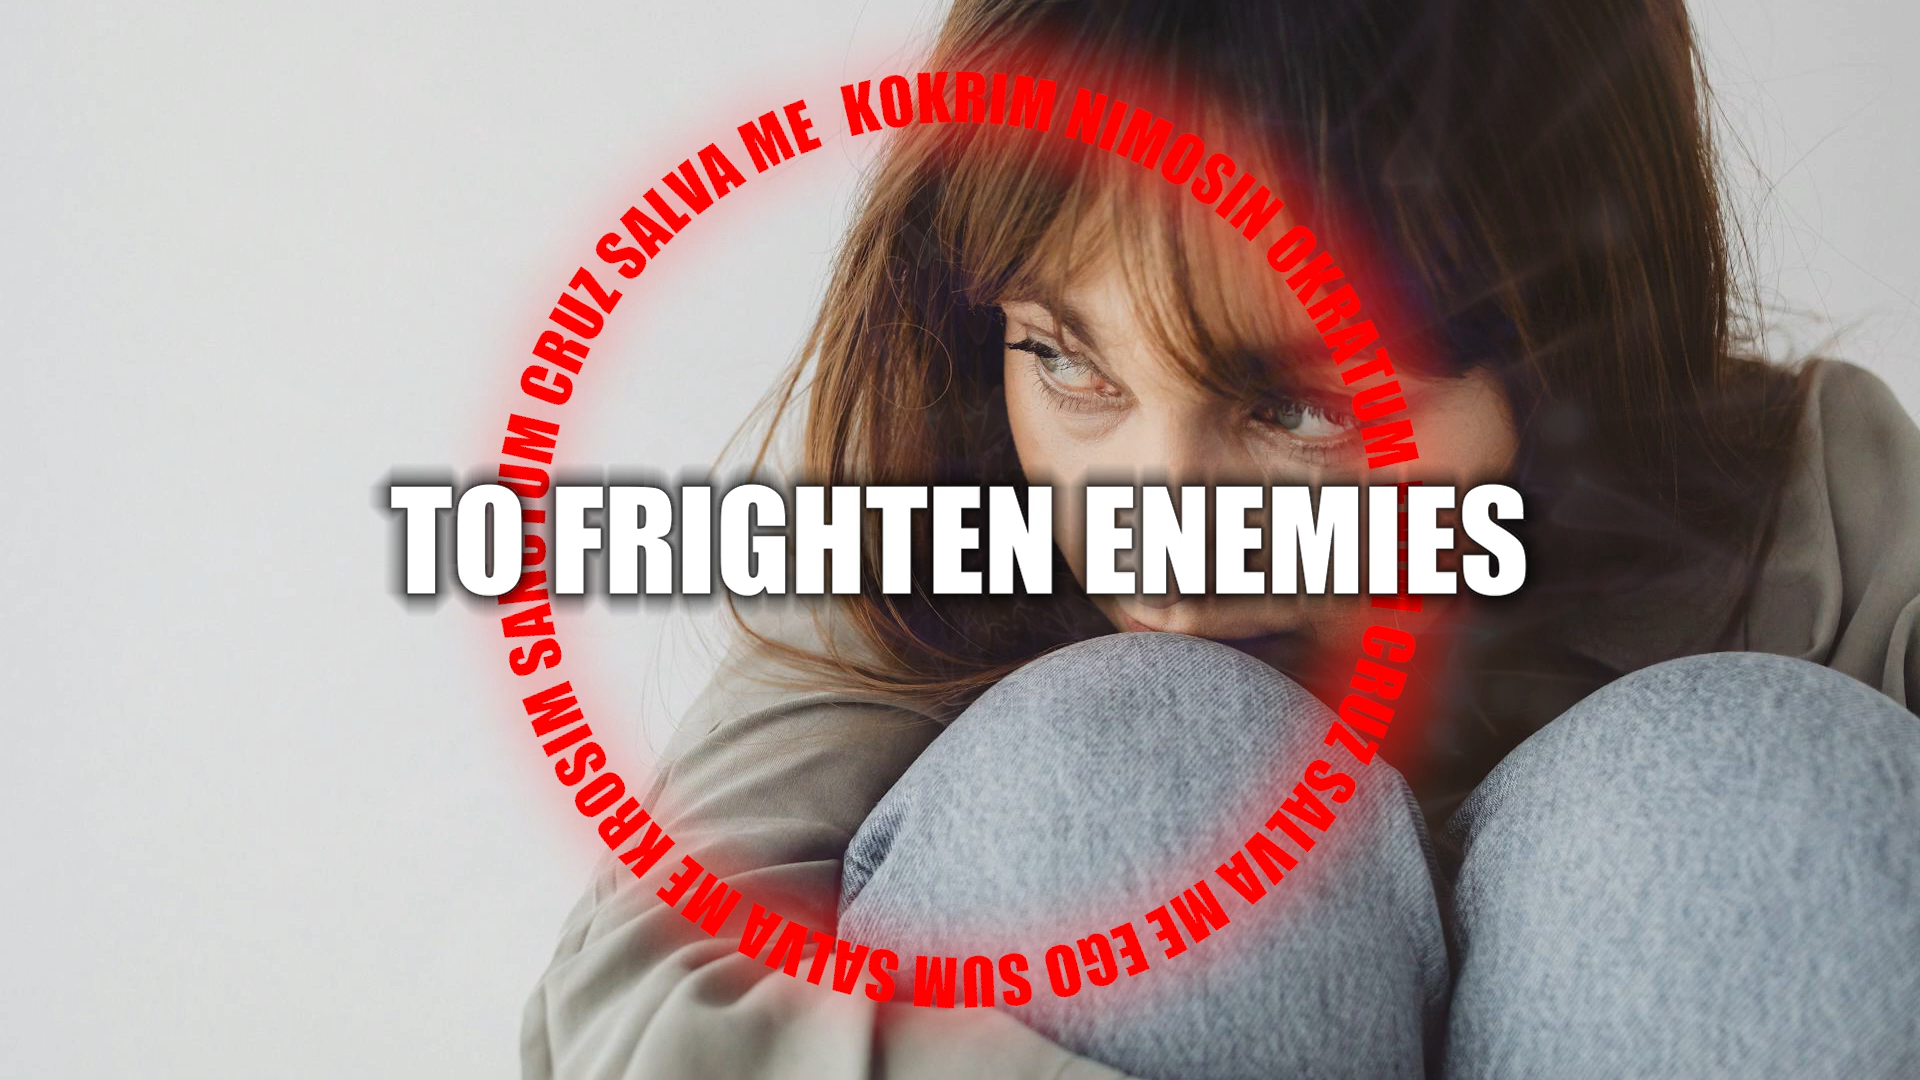 KOKRIM NIMOSIN OKRATUM CRUZ SALVA ME EGO SUM SALVA ME KROSIM SANCTUM CRUZ SALVA ME
TO FRIGHTEN ENEMIES